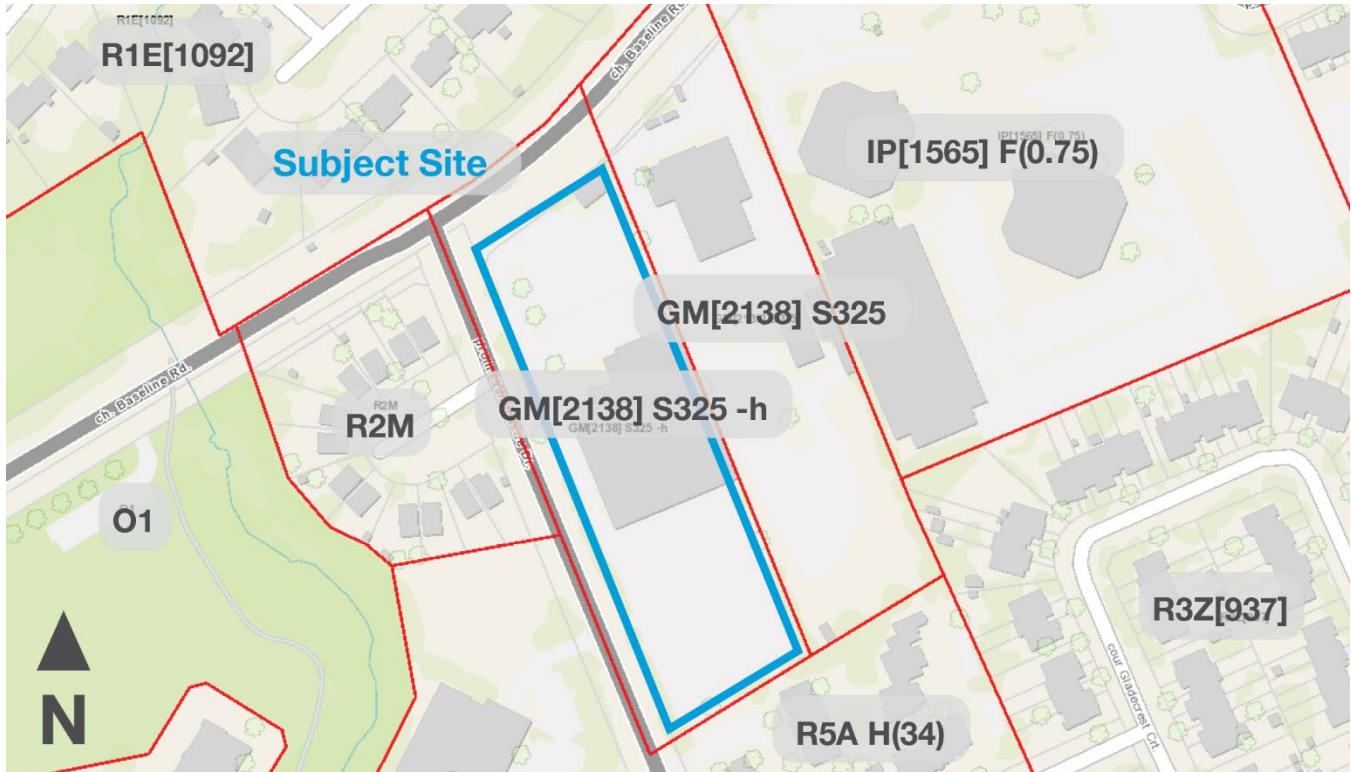 R1E[1092]
R1E[1092]
ch. Baseline Rd.
Subject Site
IP[1565] F(0.75)
IP[1565] F(0.75)
GM[2138] S325
GM[2138] S325 -h
GM[2138] S325 -h
ch. Baseline Rd.
R2M
R2M
O1
N
R3Z[937]
cour Gladecrest Crt.
R5A H(34)